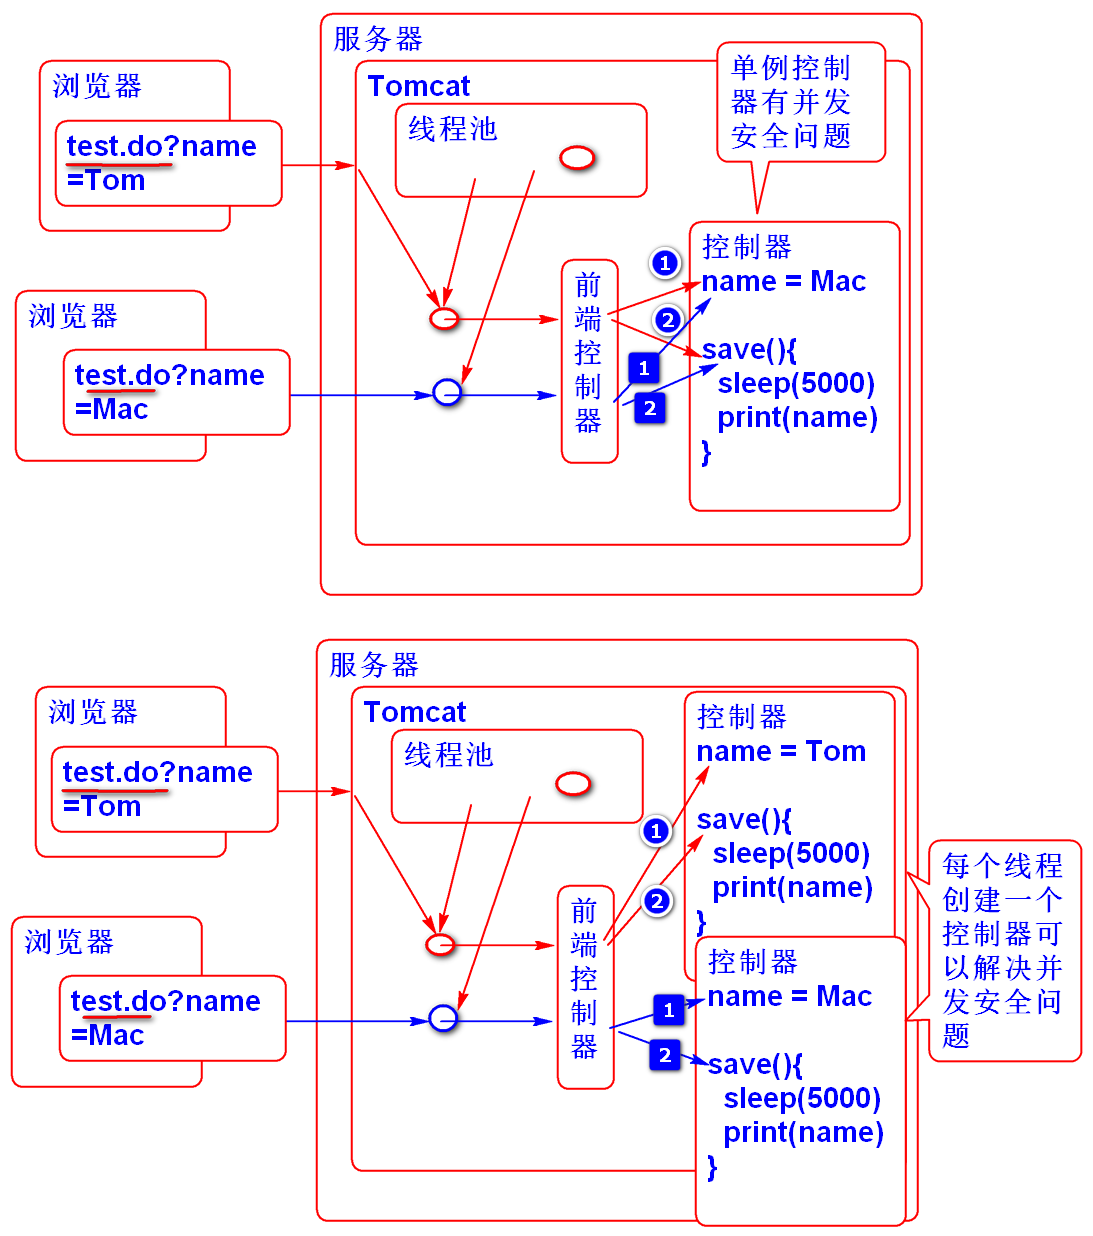 服务器
浏览器
Tomcat
单例控制
器有并发
安全问题
线程池
test.do?name
=Tom
控制器
name = Mac
1
前
端
控
制
器
浏览器
2
save(){
1
sleep(5000)
test.do?name
=Mac
2
print(name)
}
服务器
浏览器
Tomcat
控制器
name = Tom
线程池
test.do?name
=Tom
1
save(){
sleep(5000)
print(name)
2
}
每个线程
创建一个
控制器可
以解决并
发安全问
题
前
端
控
制
器
浏览器
控制器
name = Mac
test.do?name
=Mac
1
2
save(){
sleep(5000)
print(name)
}